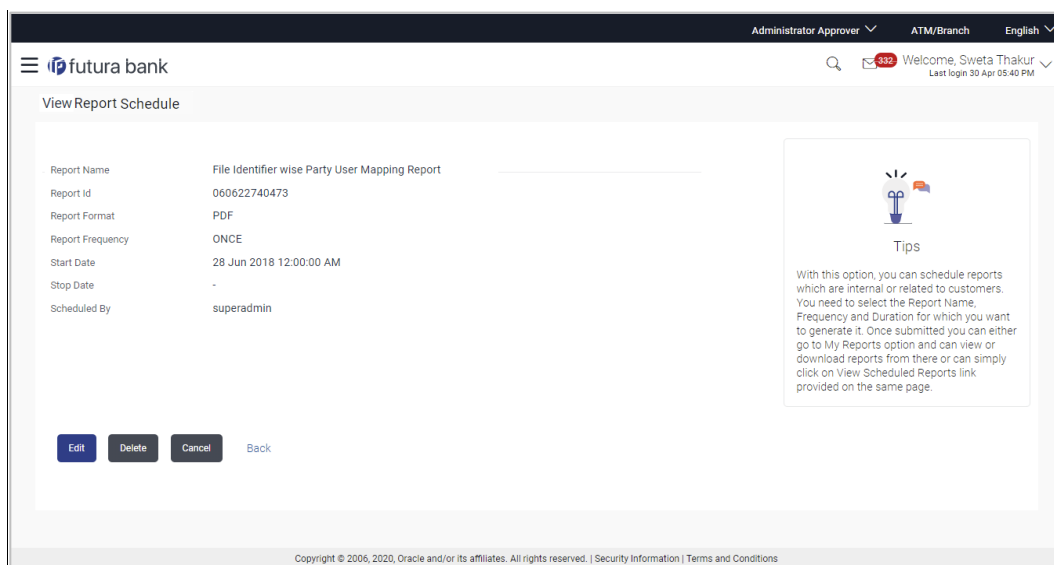 Administrator Approver ATM/Branch English
futura bank
332 Welcome, Sweta Thakur
Last login 30 Apr 05:40 PM
View Report Schedule
Report Name File Identifier wise Party User Mapping Report
Report Id 060622740473
Report Format PDF
Report Frequency ONCE
Start Date 28 Jun 2018 12:00:00 AM
Stop Date -
Scheduled By superadmin
Tips
With this option, you can schedule reports
which are internal or related to customers.
You need to select the Report Name,
Frequency and Duration for which you want
to generate it. Once submitted you can either
go to My Reports option and can view or
download reports from there or can simply
click on View Scheduled Reports link
provided on the same page.
Edit Delete Cancel Back
Copyright © 2006, 2020, Oracle and/or its affiliates. All rights reserved. | Security Information | Terms and Conditions